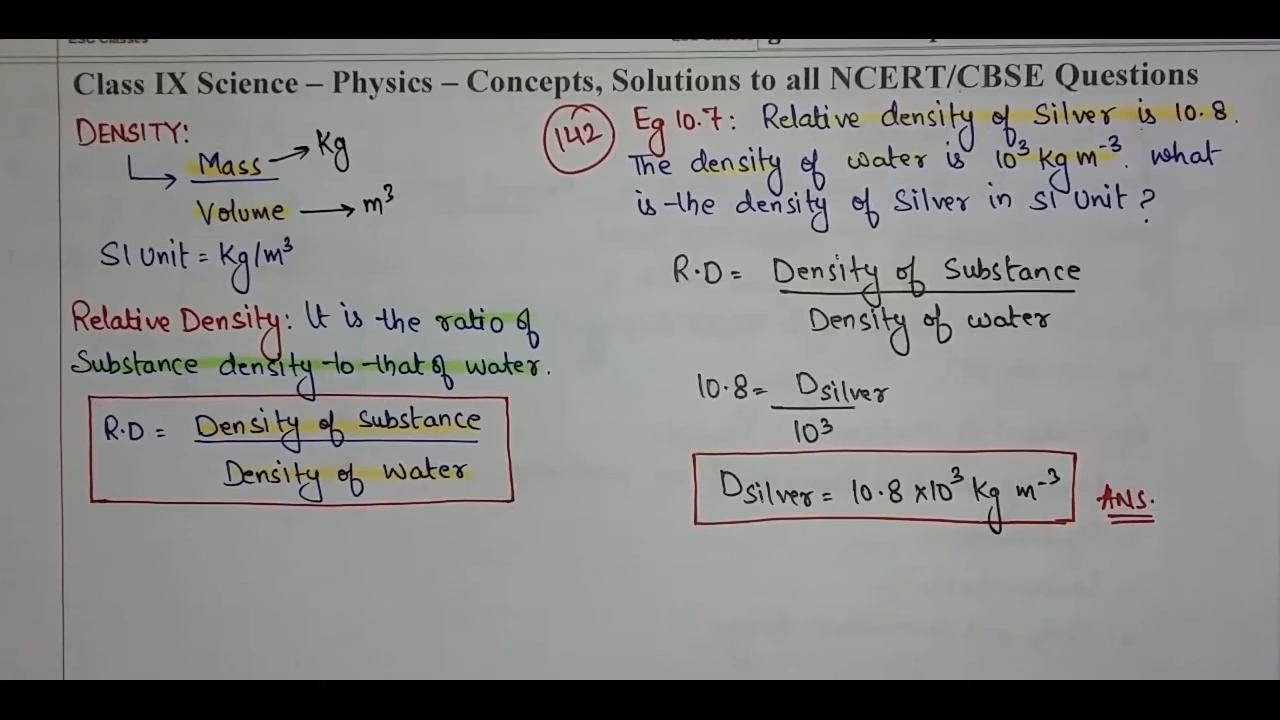 ESC Classes
Class IX Science – Physics – Concepts, Solutions to all NCERT/CBSE Questions
DENSITY:
Mass → Kg
Volume → m³
SI Unit = Kg/m³
Relative Density: It is the ratio of
Substance density to that of water.
R.D = Density of Substance
Density of Water
142
Eg 10.7: Relative density of Silver is 10.8.
The density of water is 10³ Kg m⁻³. what
is the density of Silver in SI Unit?
R.D = Density of Substance
Density of water
10.8 = Dsilver
10³
Dsilver = 10.8 × 10³ Kg m⁻³
ANS.